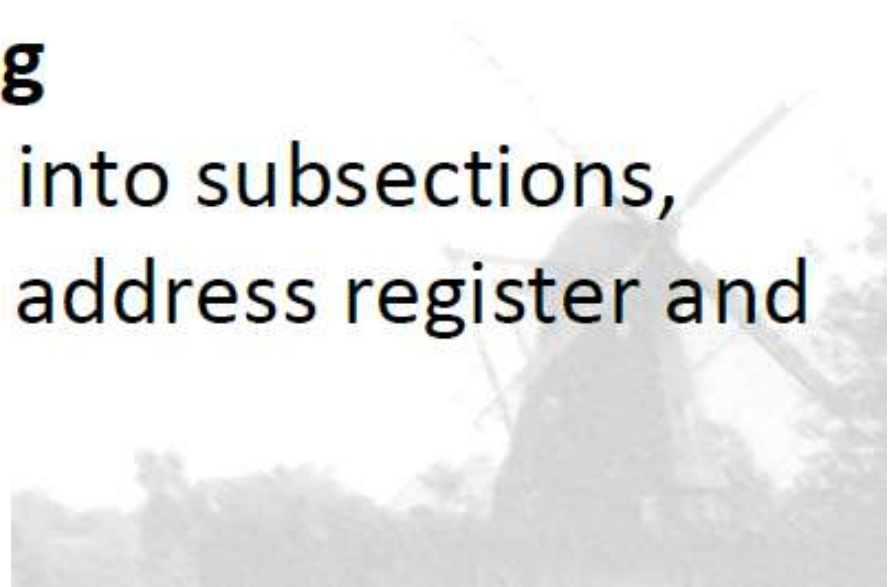 g
into subsections,
address register and